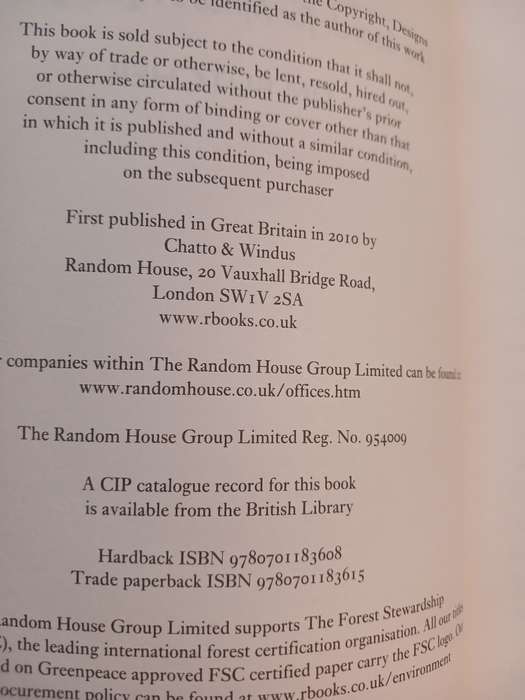 the Copyright, Designs
to be identified as the author of this work
This book is sold subject to the condition that it shall not,
by way of trade or otherwise, be lent, resold, hired out,
or otherwise circulated without the publisher's prior
consent in any form of binding or cover other than that
in which it is published and without a similar condition,
including this condition, being imposed
on the subsequent purchaser
First published in Great Britain in 2010 by
Chatto & Windus
Random House, 20 Vauxhall Bridge Road,
London SW1V 2SA
www.rbooks.co.uk
companies within The Random House Group Limited can be found
www.randomhouse.co.uk/offices.htm
The Random House Group Limited Reg. No. 954009
A CIP catalogue record for this book
is available from the British Library
Hardback ISBN 9780701183608
Trade paperback ISBN 9780701183615
andom House Group Limited supports The Forest Stewardship
C), the leading international forest certification organisation. All our titles
d on Greenpeace approved FSC certified paper carry the FSC logo.
ocurement policy can be found at www.rbooks.co.uk/environment